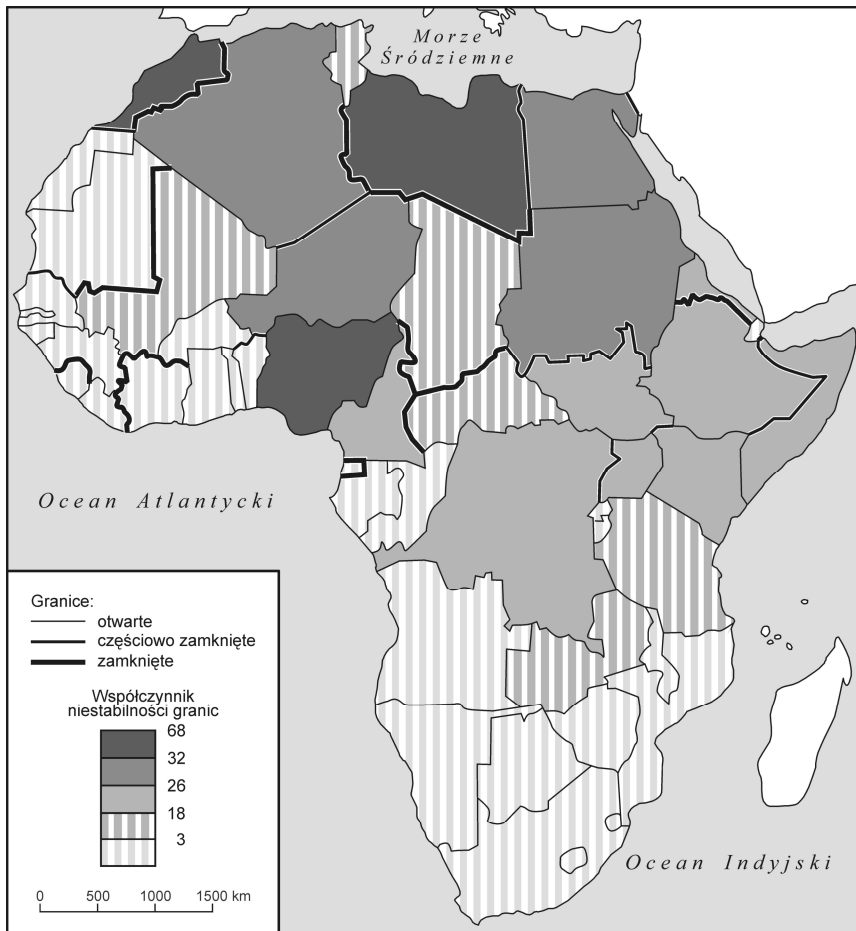 Morze
Śródziemne
Ocean Atlantycki
Ocean Indyjski
Granice:
otwarte
częściowo zamknięte
zamknięte
Współczynnik
niestabilności granic
68
32
26
18
3
0 500 1000 1500 km